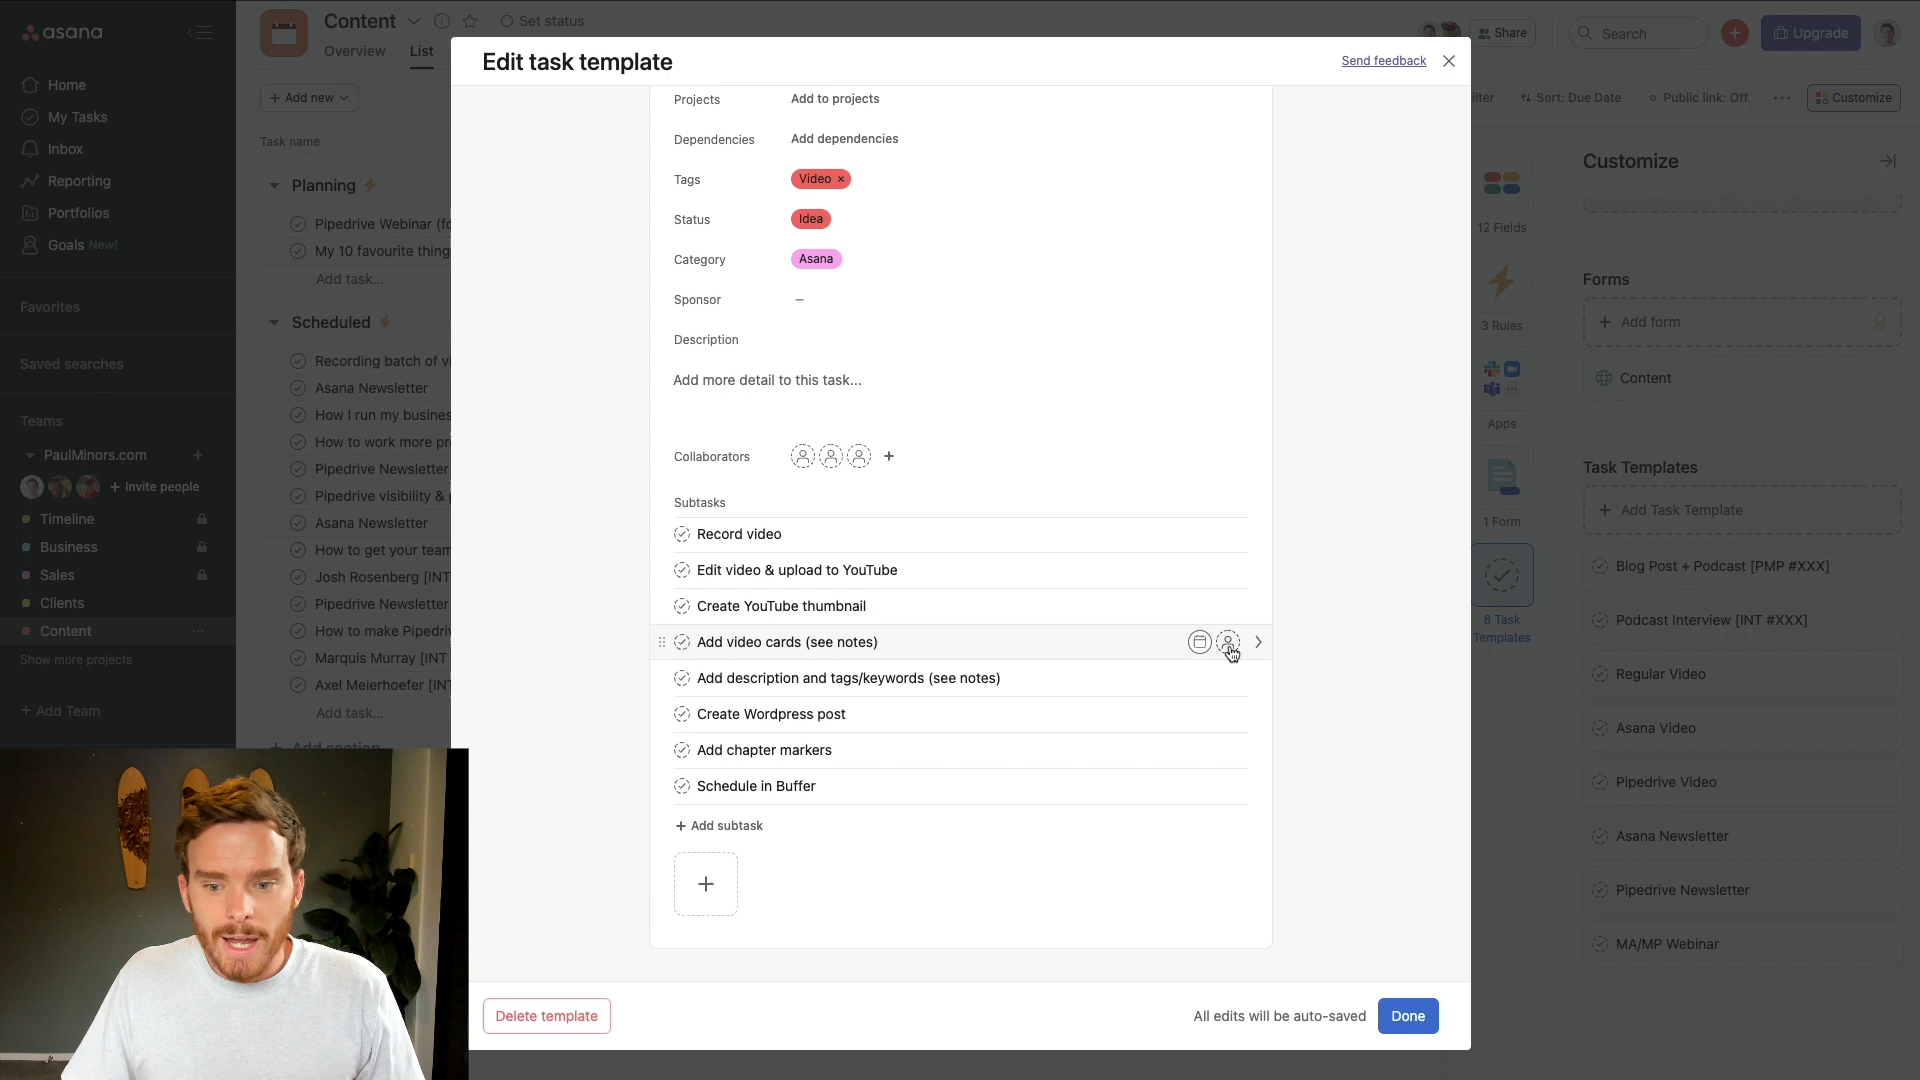 asana
Home
My Tasks
Inbox
Reporting
Portfolios
Goals New!
Favorites
Saved searches
Teams
PaulMinors.com
Invite people
Timeline
Business
Sales
Clients
Content
Show more projects
+ Add Team
Content
Set status
Overview
List
+ Add new
Task name
Planning
Pipedrive Webinar (fo
My 10 favourite thing
Add task...
Scheduled
Recording batch of vi
Asana Newsletter
How I run my busines
How to work more pr
Pipedrive Newsletter
Pipedrive visibility &
Asana Newsletter
How to get your team
Josh Rosenberg [INT
Pipedrive Newsletter
How to make Pipedri
Marquis Murray [INT
Axel Meierhoefer [INT
Add task...
+ Add section
Edit task template
Send feedback
Projects
Add to projects
Dependencies
Add dependencies
Tags
Video ×
Status
Idea
Category
Asana
Sponsor
–
Description
Add more detail to this task...
Collaborators
Subtasks
Record video
Edit video & upload to YouTube
Create YouTube thumbnail
Add video cards (see notes)
Add description and tags/keywords (see notes)
Create Wordpress post
Add chapter markers
Schedule in Buffer
+ Add subtask
Delete template
All edits will be auto-saved
Done
Share
Search
Upgrade
ilter
Sort: Due Date
Public link: Off
Customize
12 Fields
3 Rules
Apps
1 Form
8 Task
Templates
Customize
Forms
+ Add form
Content
Task Templates
+ Add Task Template
Blog Post + Podcast [PMP #XXX]
Podcast Interview [INT #XXX]
Regular Video
Asana Video
Pipedrive Video
Asana Newsletter
Pipedrive Newsletter
MA/MP Webinar